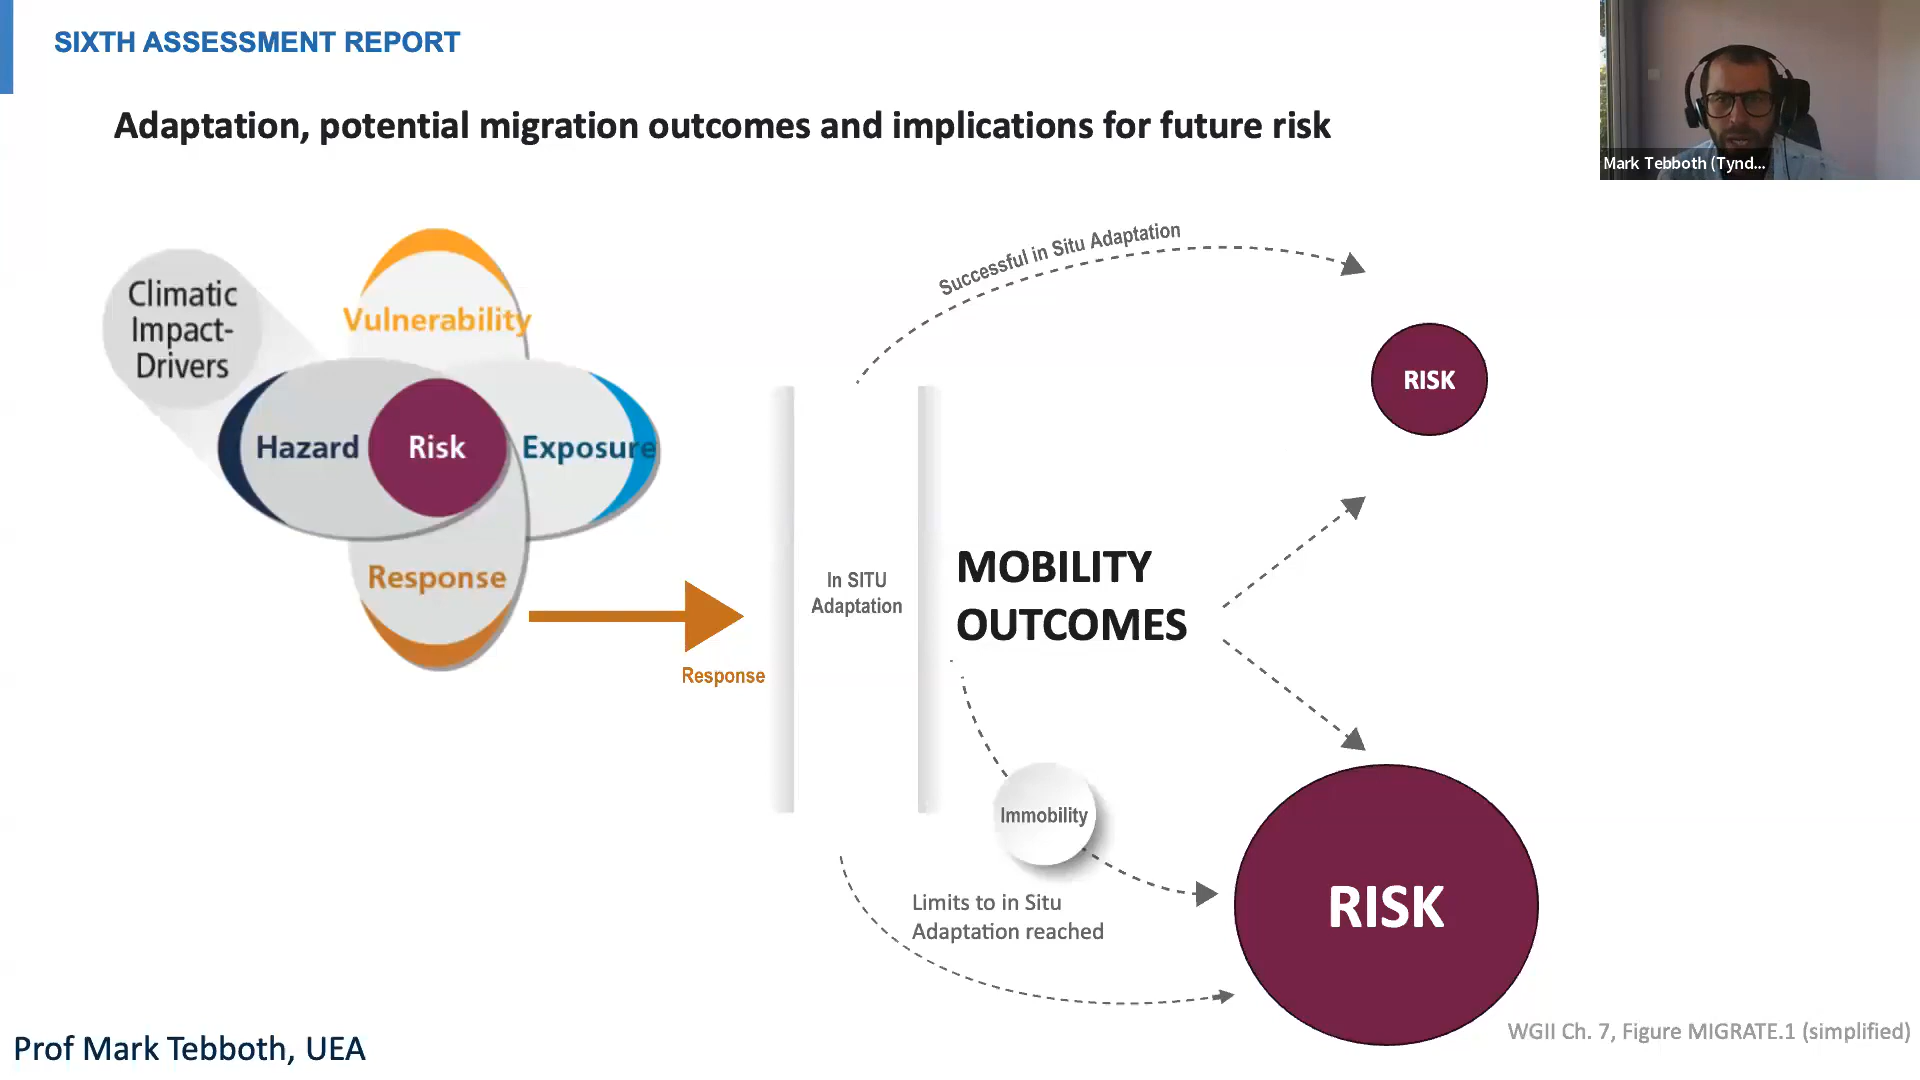 SIXTH ASSESSMENT REPORT
Mark Tebboth (Tynd...
Adaptation, potential migration outcomes and implications for future risk
Climatic
Impact-
Drivers
Vulnerability
Hazard
Risk
Exposure
Response
Response
In SITU
Adaptation
Successful in Situ Adaptation
MOBILITY
OUTCOMES
Immobility
Limits to in Situ
Adaptation reached
RISK
RISK
WGII Ch. 7, Figure MIGRATE.1 (simplified)
Prof Mark Tebboth, UEA